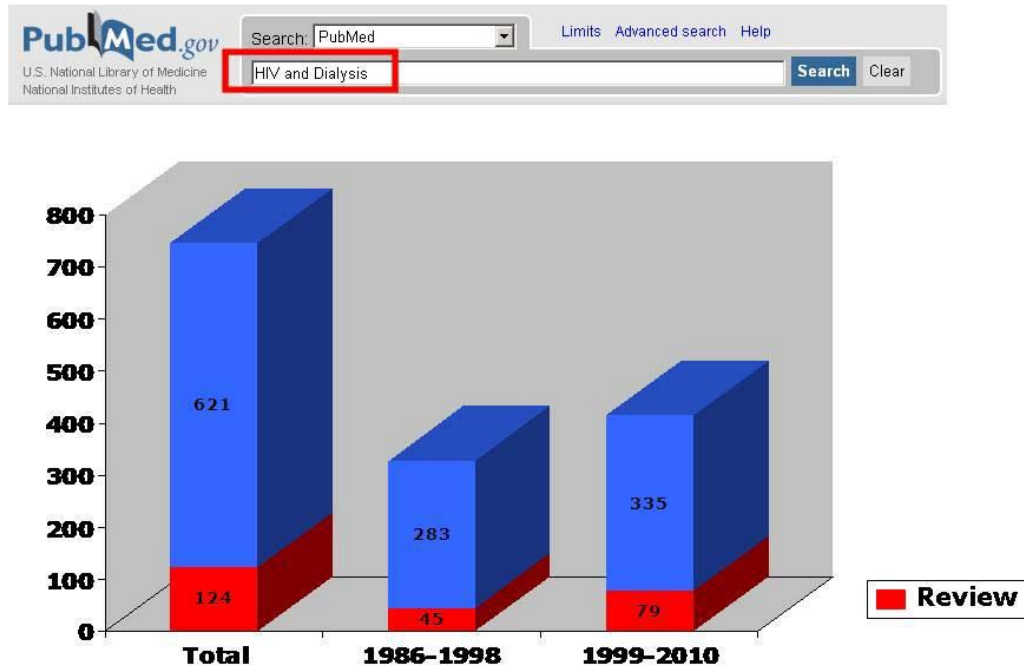 PubMed.gov
U.S. National Library of Medicine
National Institutes of Health
Search: PubMed
Limits Advanced search Help
HIV and Dialysis
Search Clear
800
700
600
500
400
300
200
100
0
621
124
283
45
335
79
Total 1986-1998 1999-2010
Review